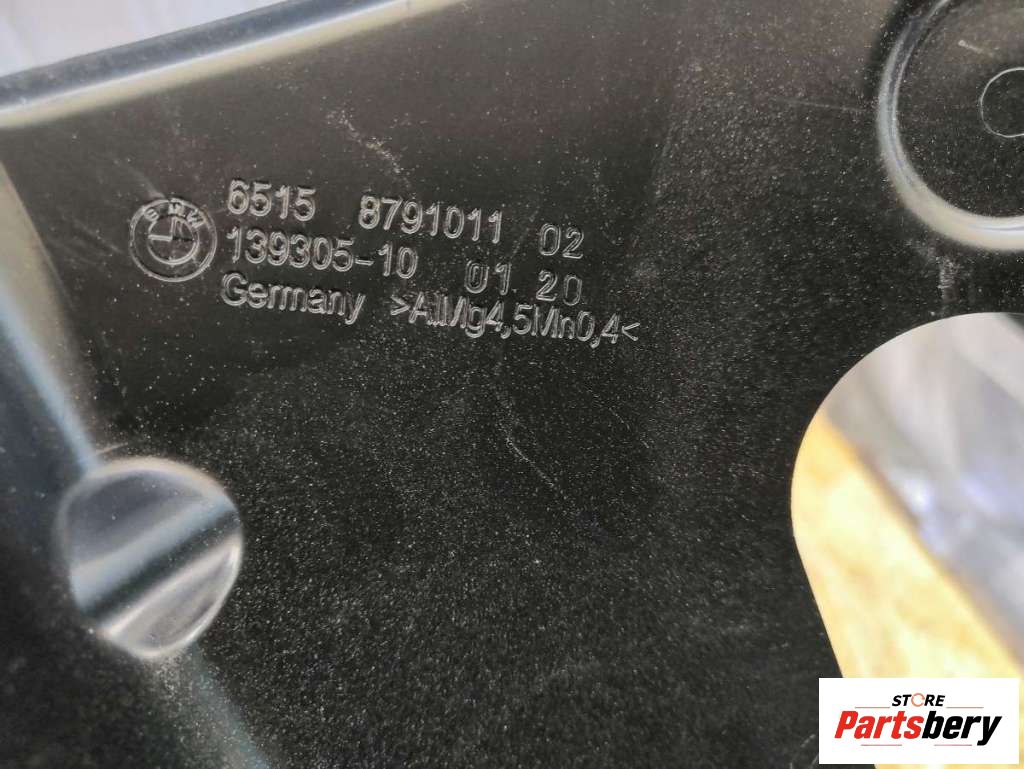 BMW
6515 8791011 02
139305-10 01 20
Germany >AlMg4,5Mn0,4<
STORE
Partsbery